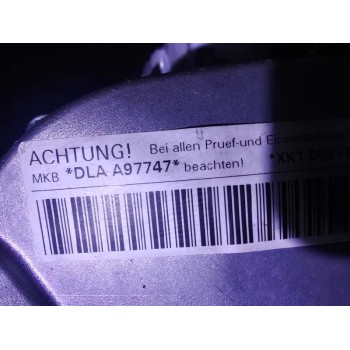 ACHTUNG! Bei allen Pruef-und
MKB *DLA A97747* beachten!